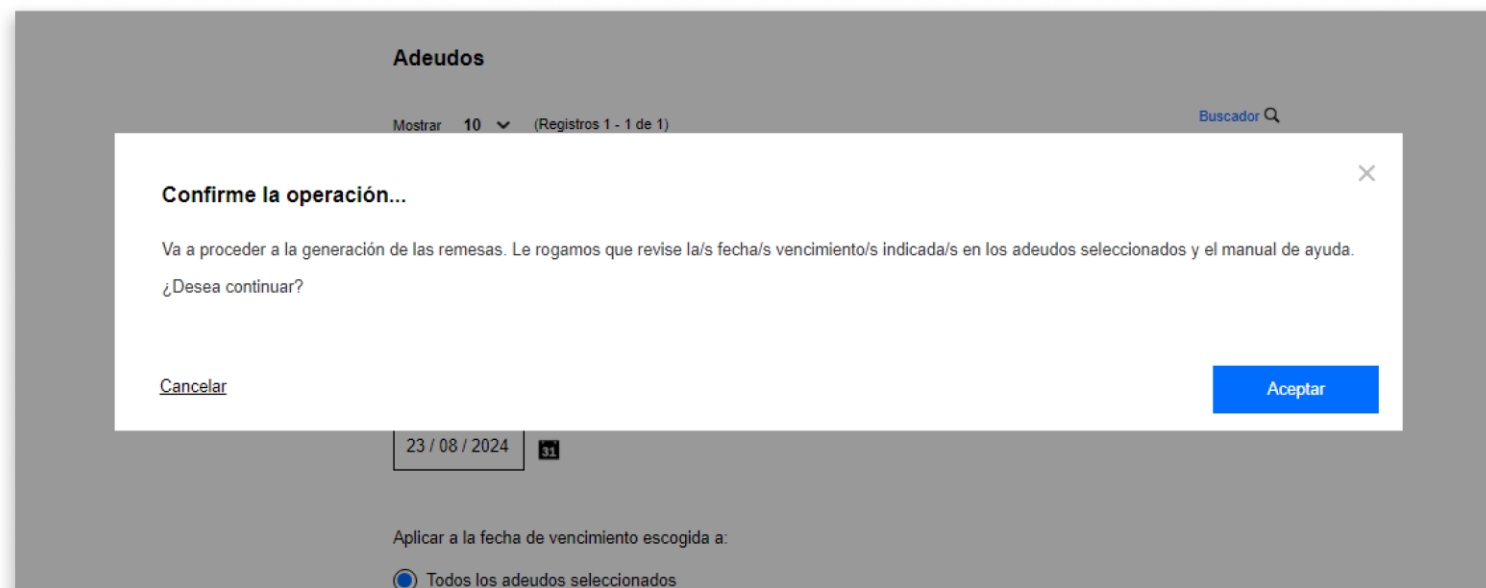 Adeudos
Mostrar 10 (Registros 1 - 1 de 1)
Buscador
Confirme la operación...
Va a proceder a la generación de las remesas. Le rogamos que revise la/s fecha/s vencimiento/s indicada/s en los adeudos seleccionados y el manual de ayuda.
¿Desea continuar?
Cancelar
Aceptar
23 / 08 / 2024
31
Aplicar a la fecha de vencimiento escogida a:
Todos los adeudos seleccionados